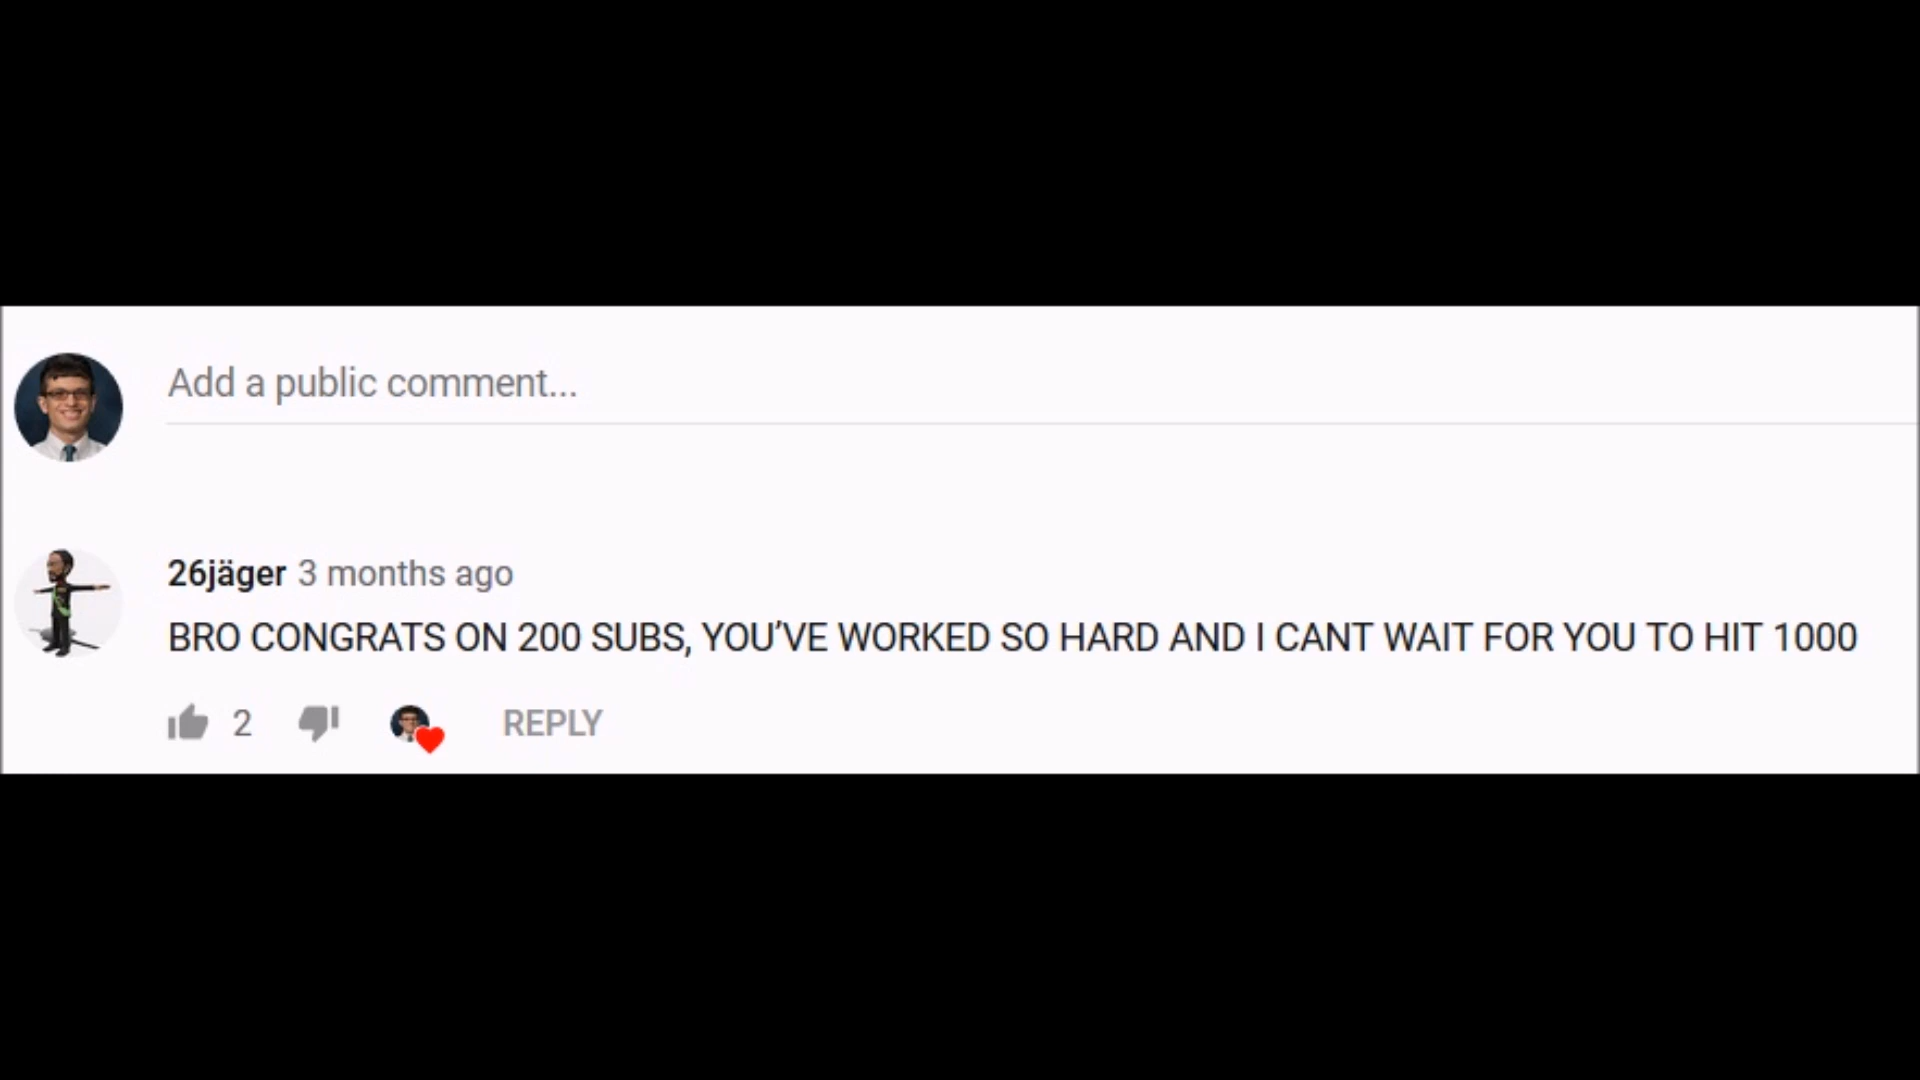 Add a public comment...
26jäger 3 months ago
BRO CONGRATS ON 200 SUBS, YOU’VE WORKED SO HARD AND I CANT WAIT FOR YOU TO HIT 1000
2 REPLY